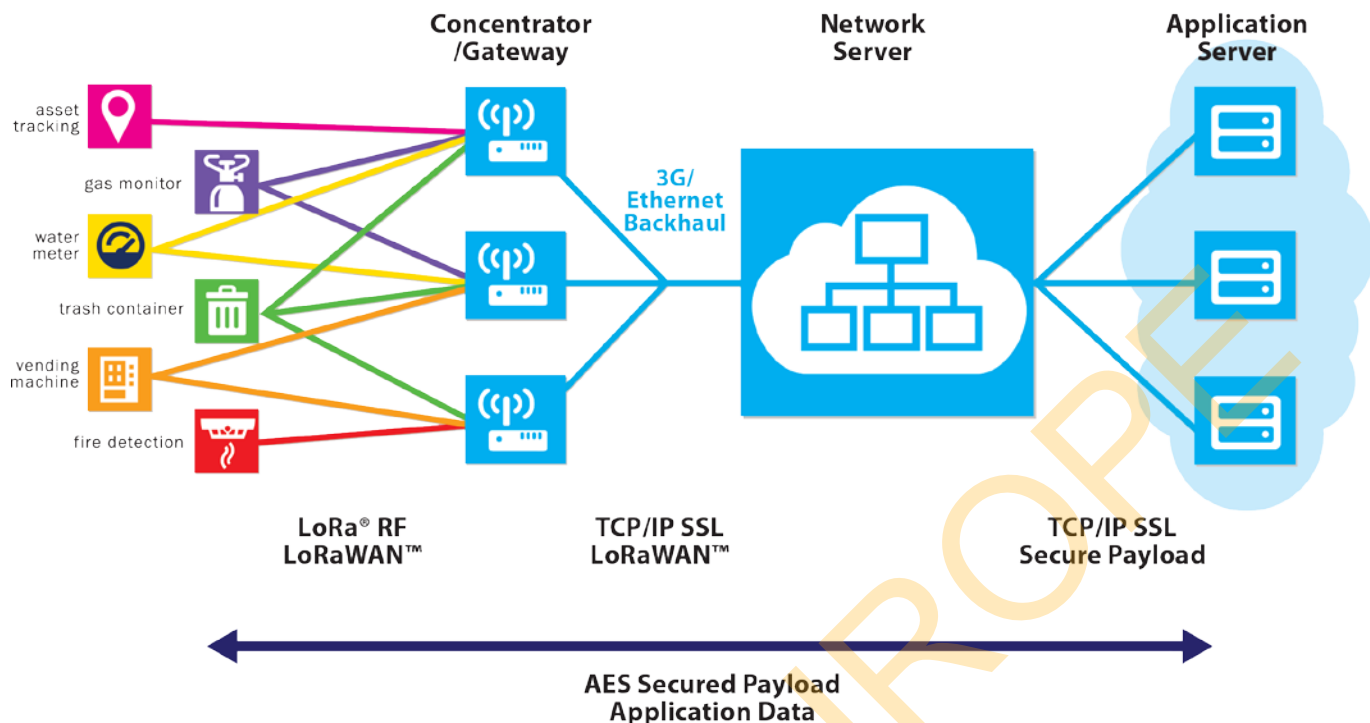 Concentrator
/Gateway
Network
Server
Application
Server
asset
tracking
gas monitor
water
meter
trash container
vending
machine
fire detection
3G/
Ethernet
Backhaul
LoRa® RF
LoRaWAN™
TCP/IP SSL
LoRaWAN™
TCP/IP SSL
Secure Payload
AES Secured Payload
Application Data